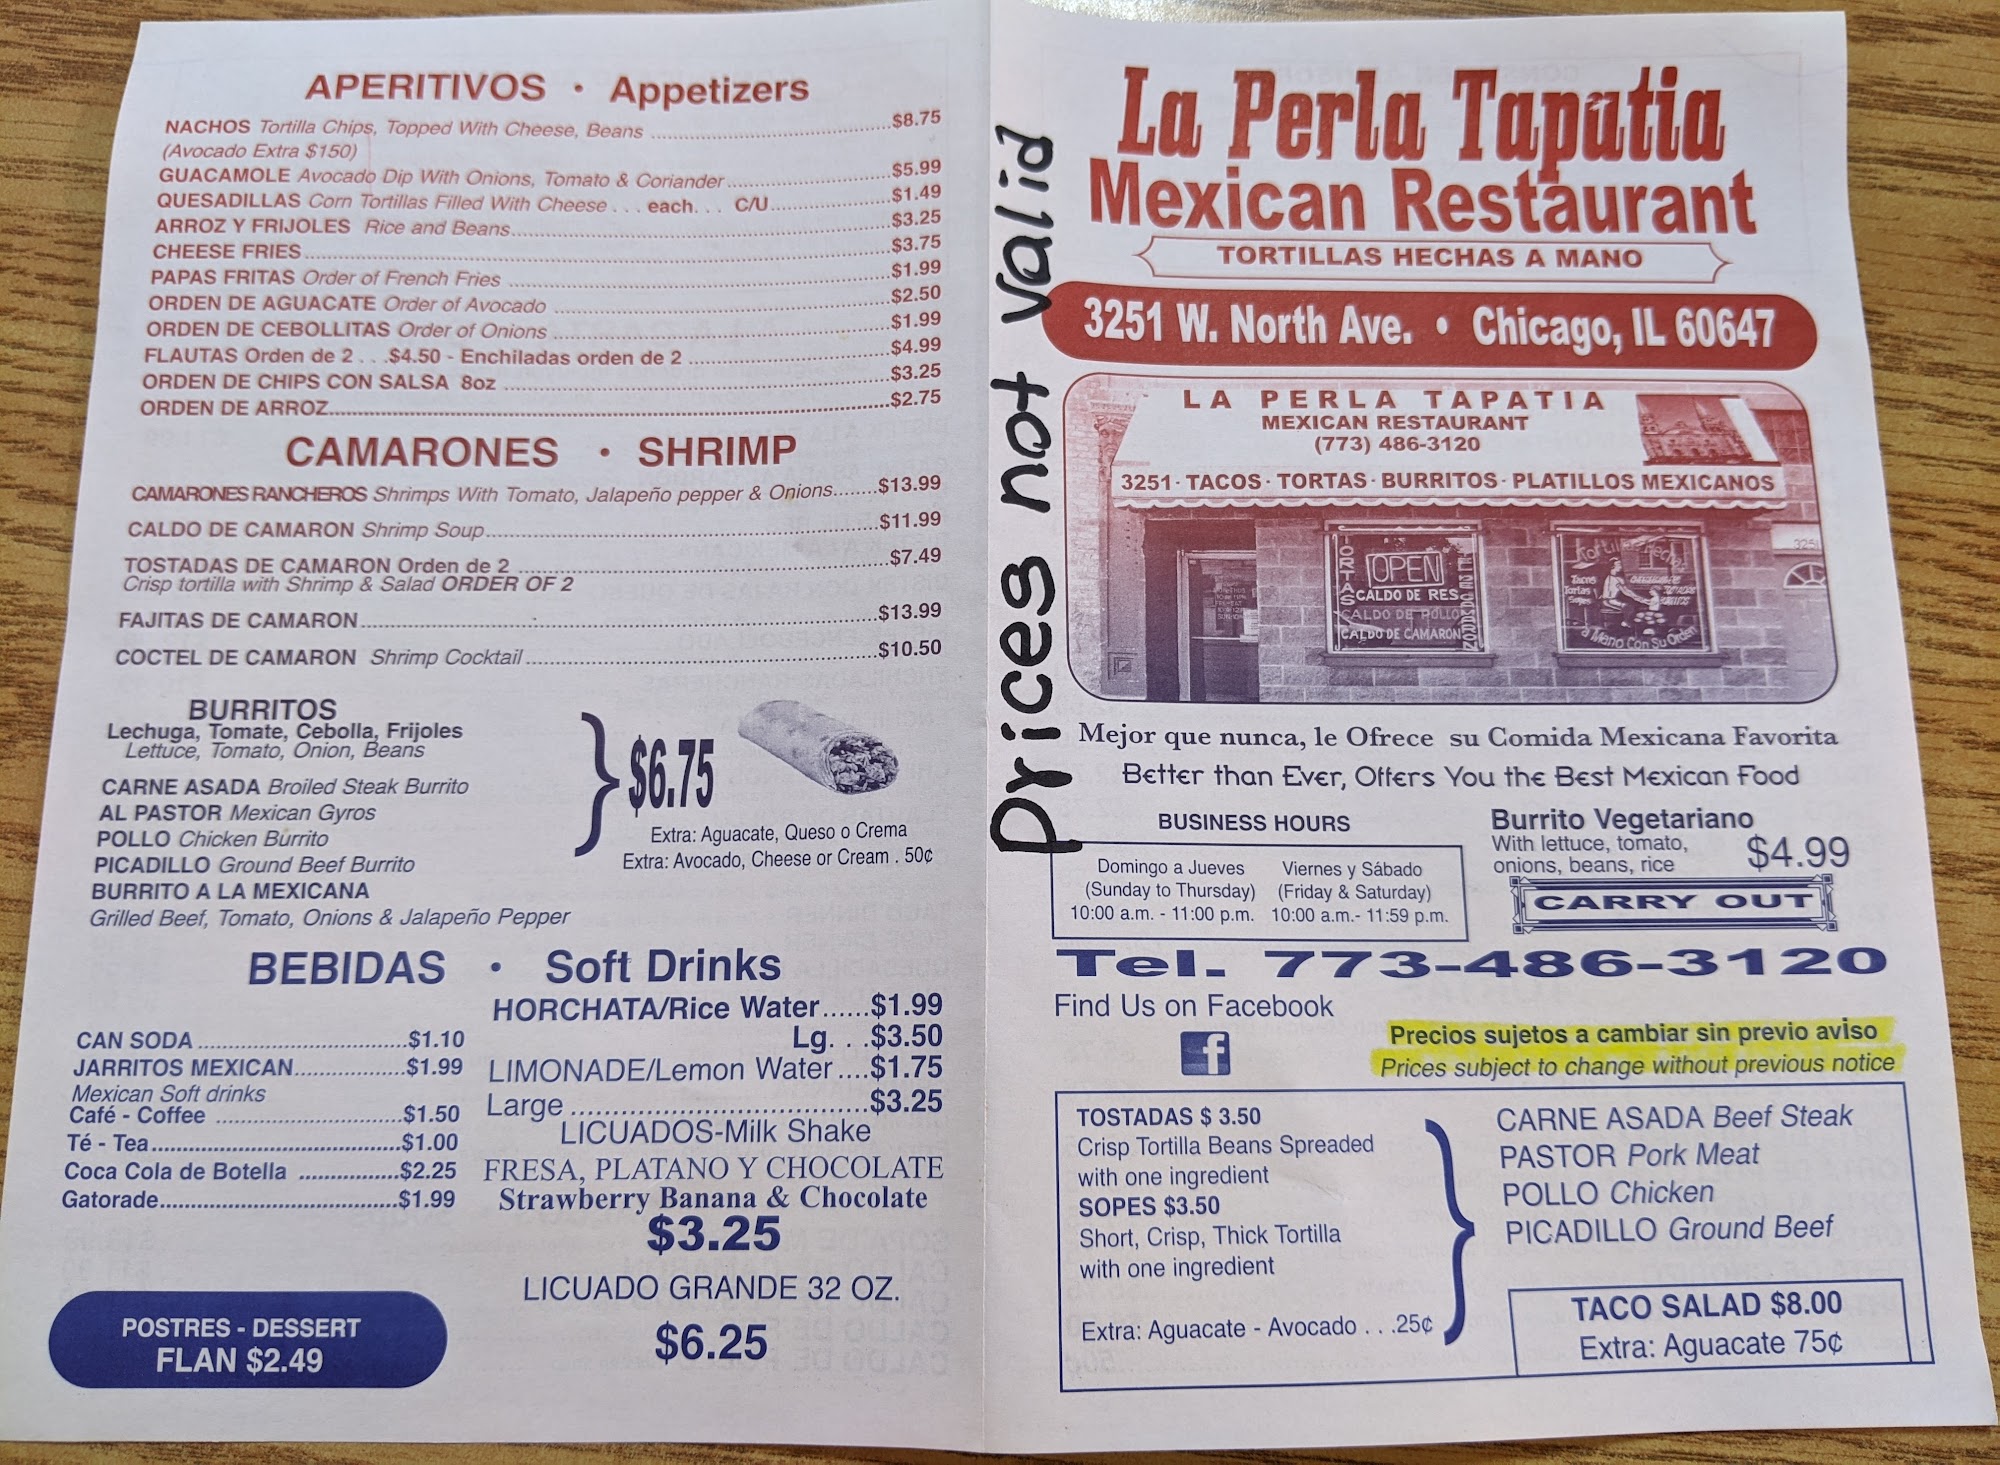 APERITIVOS • Appetizers
NACHOS Tortilla Chips, Topped With Cheese, Beans ........ $8.75
(Avocado Extra $150)
GUACAMOLE Avocado Dip With Onions, Tomato & Coriander ........ $5.99
QUESADILLAS Corn Tortillas Filled With Cheese . . . each. . . C/U ........ $1.49
ARROZ Y FRIJOLES Rice and Beans ........ $3.25
CHEESE FRIES ........ $3.75
PAPAS FRITAS Order of French Fries ........ $1.99
ORDEN DE AGUACATE Order of Avocado ........ $2.50
ORDEN DE CEBOLLITAS Order of Onions ........ $1.99
FLAUTAS Orden de 2 . . .$4.50 - Enchiladas orden de 2 ........ $4.99
ORDEN DE CHIPS CON SALSA 8oz ........ $3.25
ORDEN DE ARROZ ........ $2.75
CAMARONES • SHRIMP
CAMARONES RANCHEROS Shrimps With Tomato, Jalapeño pepper & Onions ........ $13.99
CALDO DE CAMARON Shrimp Soup ........ $11.99
TOSTADAS DE CAMARON Orden de 2 ........ $7.49
Crisp tortilla with Shrimp & Salad ORDER OF 2
FAJITAS DE CAMARON ........ $13.99
COCTEL DE CAMARON Shrimp Cocktail ........ $10.50
BURRITOS
Lechuga, Tomate, Cebolla, Frijoles
Lettuce, Tomato, Onion, Beans
CARNE ASADA Broiled Steak Burrito
AL PASTOR Mexican Gyros
POLLO Chicken Burrito
PICADILLO Ground Beef Burrito
BURRITO A LA MEXICANA
Grilled Beef, Tomato, Onions & Jalapeño Pepper
$6.75
Extra: Aguacate, Queso o Crema
Extra: Avocado, Cheese or Cream . 50¢
BEBIDAS • Soft Drinks
CAN SODA ........ $1.10
JARRITOS MEXICAN ........ $1.99
Mexican Soft drinks
Café - Coffee ........ $1.50
Té - Tea ........ $1.00
Coca Cola de Botella ........ $2.25
Gatorade ........ $1.99
HORCHATA/Rice Water ...... $1.99
Lg. . . $3.50
LIMONADE/Lemon Water .... $1.75
Large ........ $3.25
LICUADOS-Milk Shake
FRESA, PLATANO Y CHOCOLATE
Strawberry Banana & Chocolate
$3.25
LICUADO GRANDE 32 OZ.
$6.25
POSTRES - DESSERT
FLAN $2.49
Prices not valid
La Perla Tapatia
Mexican Restaurant
TORTILLAS HECHAS A MANO
3251 W. North Ave. • Chicago, IL 60647
LA PERLA TAPATIA
MEXICAN RESTAURANT
(773) 486-3120
3251 · TACOS · TORTAS · BURRITOS · PLATILLOS MEXICANOS
3251
TORTAS
OPEN
CALDO DE RES
CALDO DE POLLO
CALDO DE CAMARON
Tacos
Tortas
Sopes
a Mano Con Su Orden
Mejor que nunca, le Ofrece su Comida Mexicana Favorita
Better than Ever, Offers You the Best Mexican Food
BUSINESS HOURS
Domingo a Jueves
(Sunday to Thursday)
10:00 a.m. - 11:00 p.m.
Viernes y Sábado
(Friday & Saturday)
10:00 a.m.- 11:59 p.m.
Burrito Vegetariano
With lettuce, tomato,
onions, beans, rice
$4.99
CARRY OUT
Tel. 773-486-3120
Find Us on Facebook
f
Precios sujetos a cambiar sin previo aviso
Prices subject to change without previous notice
TOSTADAS $ 3.50
Crisp Tortilla Beans Spreaded
with one ingredient
SOPES $3.50
Short, Crisp, Thick Tortilla
with one ingredient
Extra: Aguacate - Avocado . . .25¢
CARNE ASADA Beef Steak
PASTOR Pork Meat
POLLO Chicken
PICADILLO Ground Beef
TACO SALAD $8.00
Extra: Aguacate 75¢